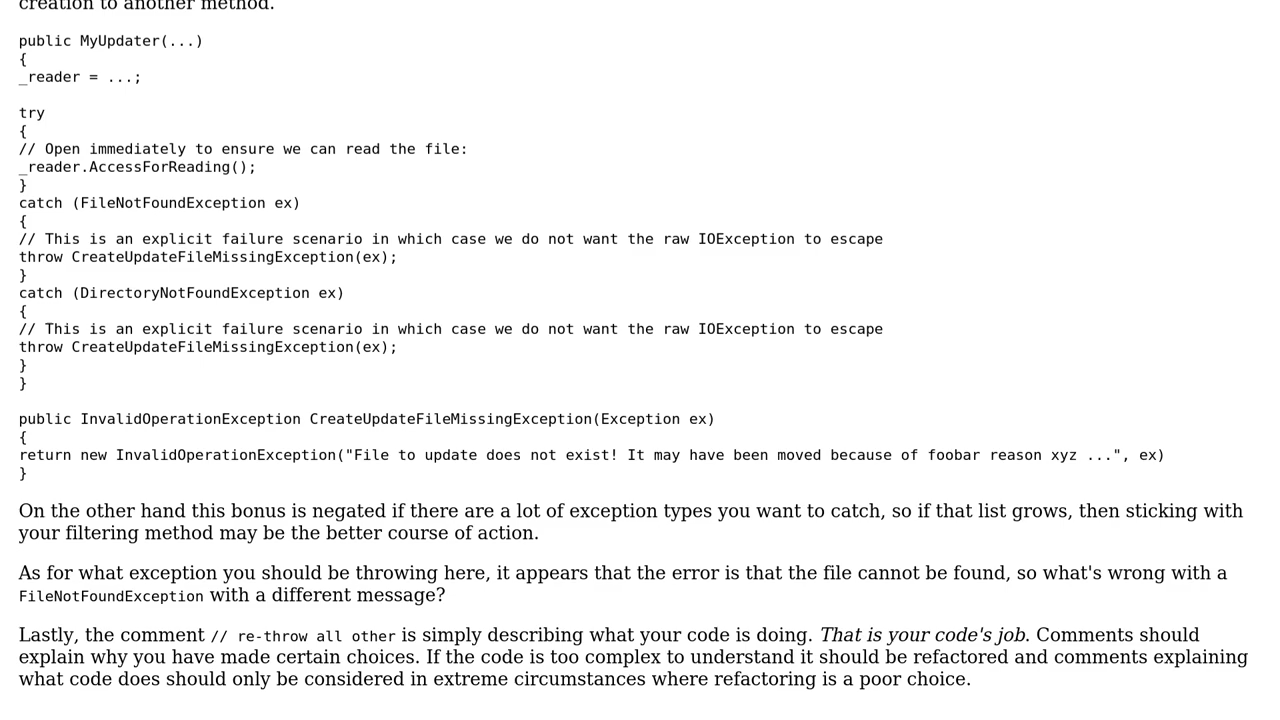 creation to another method.
public MyUpdater(...)
{
_reader = ...;
try
{
// Open immediately to ensure we can read the file:
_reader.AccessForReading();
}
catch (FileNotFoundException ex)
{
// This is an explicit failure scenario in which case we do not want the raw IOException to escape
throw CreateUpdateFileMissingException(ex);
}
catch (DirectoryNotFoundException ex)
{
// This is an explicit failure scenario in which case we do not want the raw IOException to escape
throw CreateUpdateFileMissingException(ex);
}
}
public InvalidOperationException CreateUpdateFileMissingException(Exception ex)
{
return new InvalidOperationException("File to update does not exist! It may have been moved because of foobar reason xyz ...", ex)
}
On the other hand this bonus is negated if there are a lot of exception types you want to catch, so if that list grows, then sticking with
your filtering method may be the better course of action.
As for what exception you should be throwing here, it appears that the error is that the file cannot be found, so what's wrong with a
FileNotFoundException with a different message?
Lastly, the comment // re-throw all other is simply describing what your code is doing. That is your code's job. Comments should
explain why you have made certain choices. If the code is too complex to understand it should be refactored and comments explaining
what code does should only be considered in extreme circumstances where refactoring is a poor choice.